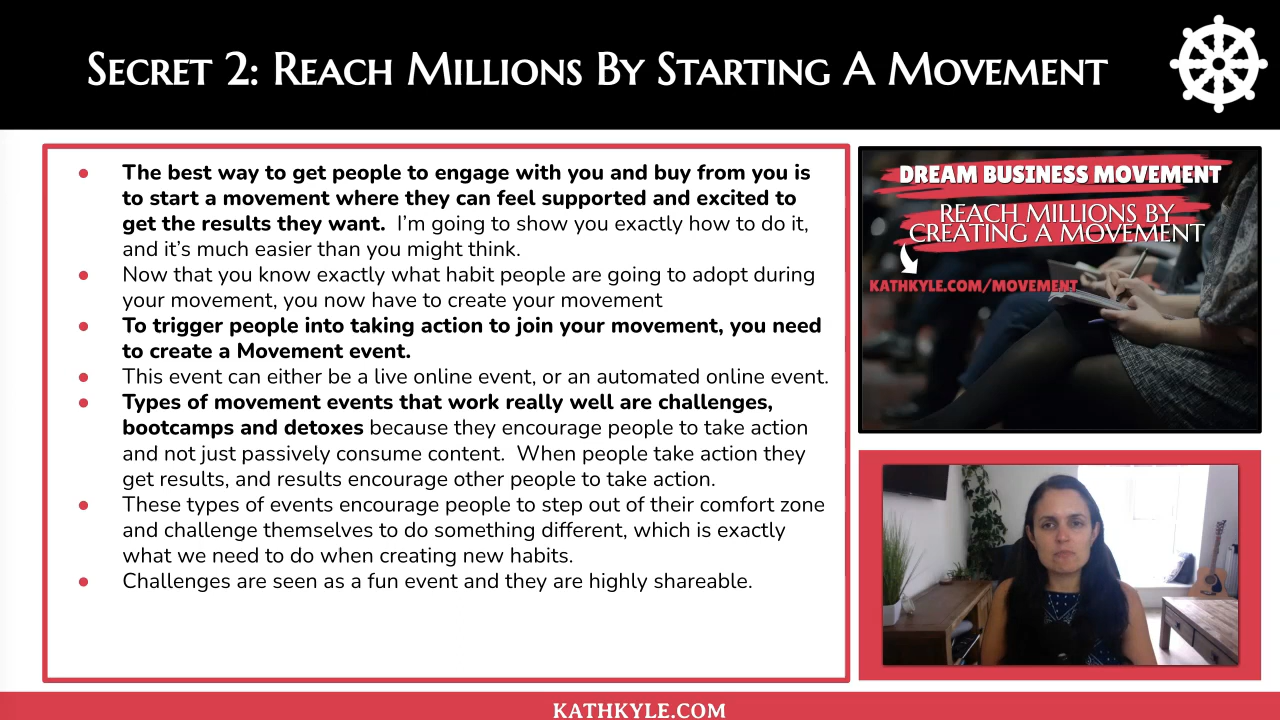 Secret 2: Reach Millions By Starting A Movement
● The best way to get people to engage with you and buy from you is
to start a movement where they can feel supported and excited to
get the results they want.  I’m going to show you exactly how to do it,
and it’s much easier than you might think.
● Now that you know exactly what habit people are going to adopt during
your movement, you now have to create your movement
● To trigger people into taking action to join your movement, you need
to create a Movement event.
● This event can either be a live online event, or an automated online event.
● Types of movement events that work really well are challenges,
bootcamps and detoxes because they encourage people to take action
and not just passively consume content.  When people take action they
get results, and results encourage other people to take action.
● These types of events encourage people to step out of their comfort zone
and challenge themselves to do something different, which is exactly
what we need to do when creating new habits.
● Challenges are seen as a fun event and they are highly shareable.
DREAM BUSINESS MOVEMENT
REACH MILLIONS BY
CREATING A MOVEMENT
KATHKYLE.COM/MOVEMENT
KATHKYLE.COM